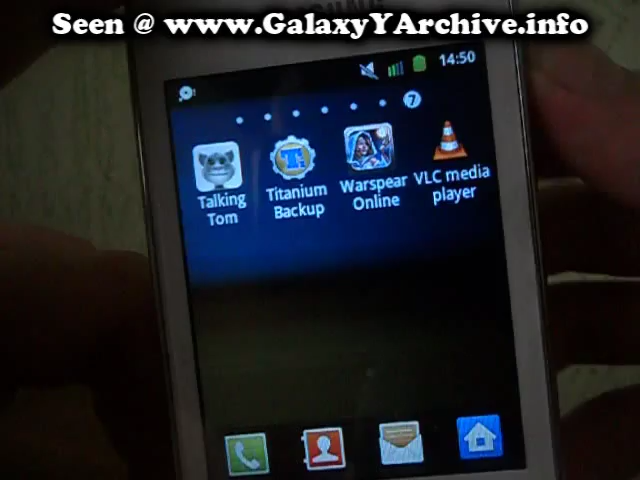 Seen @ www.GalaxyYArchive.info
14:50
7
Talking Tom
Titanium Backup
Warspear Online
VLC media player